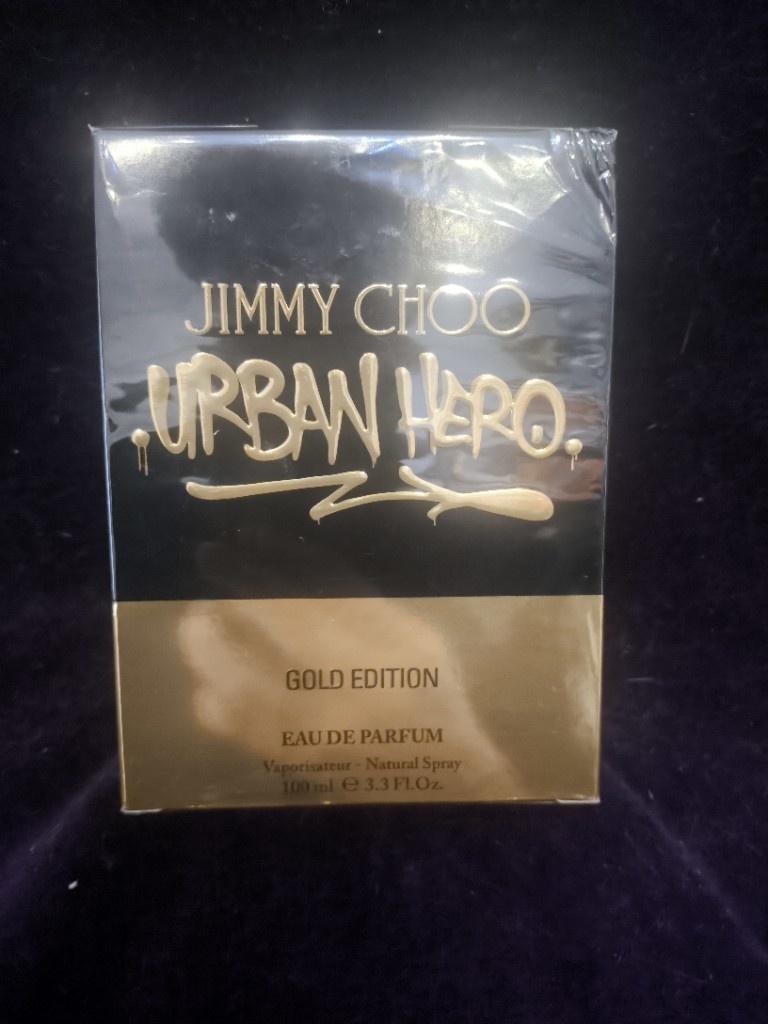 JIMMY CHOO
.URBAN HERO.
GOLD EDITION
EAU DE PARFUM
Vaporisateur - Natural Spray
100 ml ℮ 3.3 Fl.Oz.